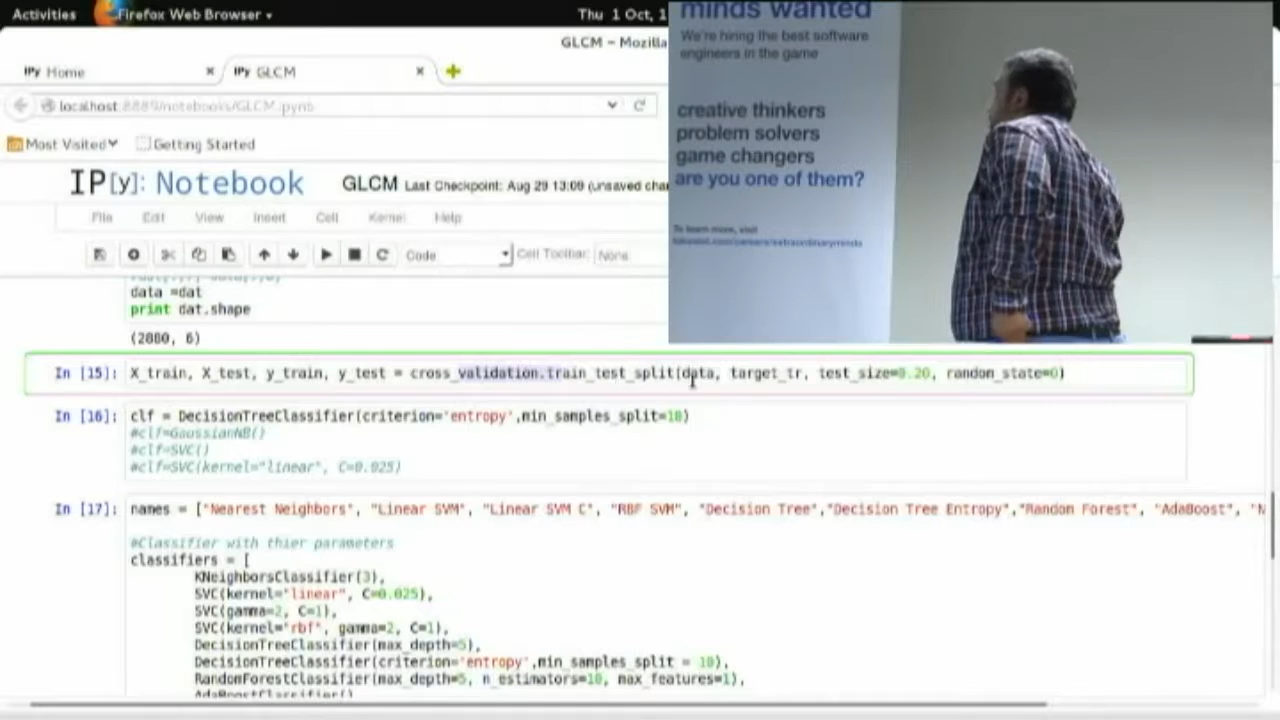 Activities
Firefox Web Browser
Thu 1 Oct, 1
GLCM - Mozilla
IPy Home
IPy GLCM
localhost:8889/notebooks/GLCM.ipynb
Most Visited
Getting Started
IP[y]: Notebook
GLCM Last Checkpoint: Aug 29 13:09 (unsaved cha
File Edit View Insert Cell Kernel Help
Code
Cell Toolbar: None
data =dat
print dat.shape
(2080, 6)
In [15]: X_train, X_test, y_train, y_test = cross_validation.train_test_split(data, target_tr, test_size=0.20, random_state=0)
In [16]: clf = DecisionTreeClassifier(criterion='entropy',min_samples_split=10)
#clf=GaussianNB()
#clf=SVC()
#clf=SVC(kernel="linear", C=0.025)
In [17]: names = ["Nearest Neighbors", "Linear SVM", "Linear SVM C", "RBF SVM", "Decision Tree","Decision Tree Entropy","Random Forest", "AdaBoost", "N
#Classifier with thier parameters
classifiers = [
KNeighborsClassifier(3),
SVC(kernel="linear", C=0.025),
SVC(gamma=2, C=1),
SVC(kernel='rbf', gamma=2, C=1),
DecisionTreeClassifier(max_depth=5),
DecisionTreeClassifier(criterion='entropy',min_samples_split = 10),
RandomForestClassifier(max_depth=5, n_estimators=10, max_features=1),
AdaBoostClassifier()
minds wanted
We're hiring the best software
engineers in the game
creative thinkers
problem solvers
game changers
are you one of them?
To learn more, visit